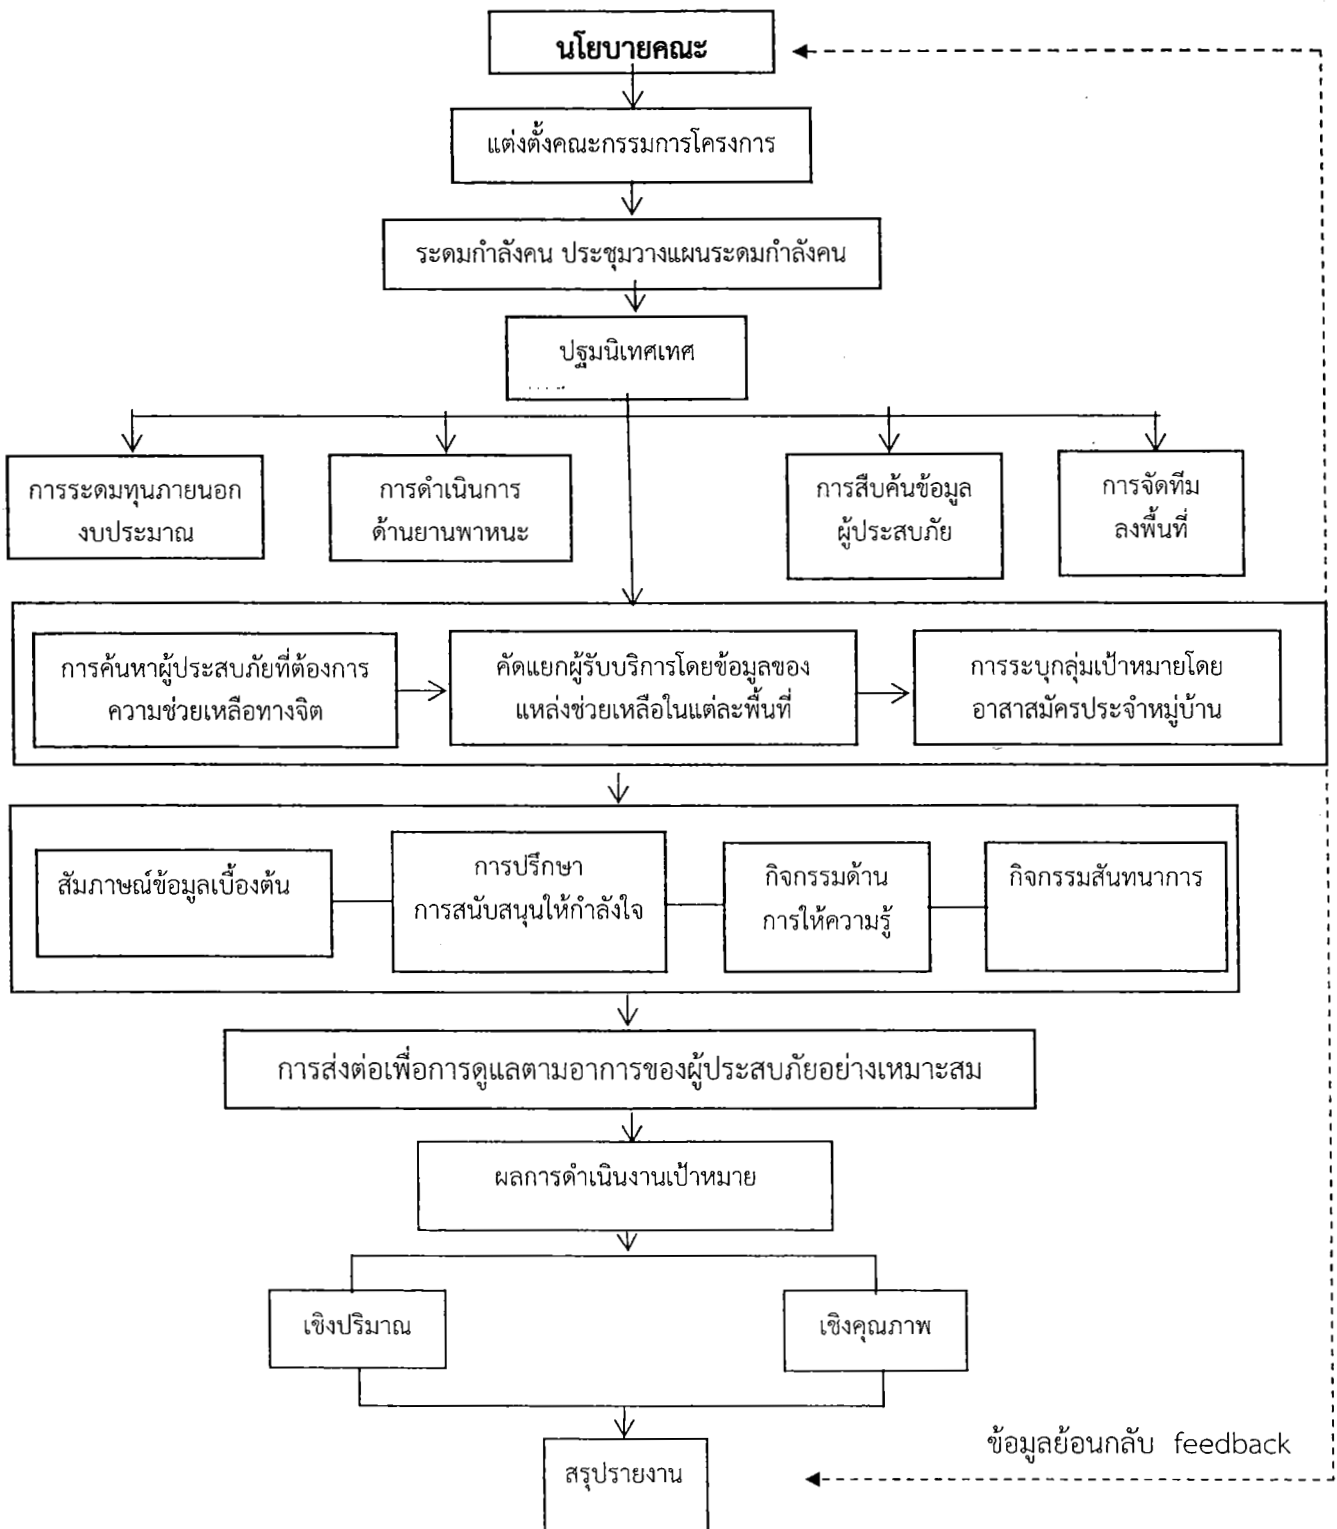 นโยบายคณะ
แต่งตั้งคณะกรรมการโครงการ
ระดมกำลังคน ประชุมวางแผนระดมกำลังคน
ปฐมนิเทศเทศ
การระดมทุนภายนอก
งบประมาณ
การดำเนินการ
ด้านยานพาหนะ
การสืบค้นข้อมูล
ผู้ประสบภัย
การจัดทีม
ลงพื้นที่
การค้นหาผู้ประสบภัยที่ต้องการ
ความช่วยเหลือทางจิต
คัดแยกผู้รับบริการโดยข้อมูลของ
แหล่งช่วยเหลือในแต่ละพื้นที่
การระบุกลุ่มเป้าหมายโดย
อาสาสมัครประจำหมู่บ้าน
สัมภาษณ์ข้อมูลเบื้องต้น
การปรึกษา
การสนับสนุนให้กำลังใจ
กิจกรรมด้าน
การให้ความรู้
กิจกรรมสันทนาการ
การส่งต่อเพื่อการดูแลตามอาการของผู้ประสบภัยอย่างเหมาะสม
ผลการดำเนินงานเป้าหมาย
เชิงปริมาณ
เชิงคุณภาพ
ข้อมูลย้อนกลับ feedback
สรุปรายงาน